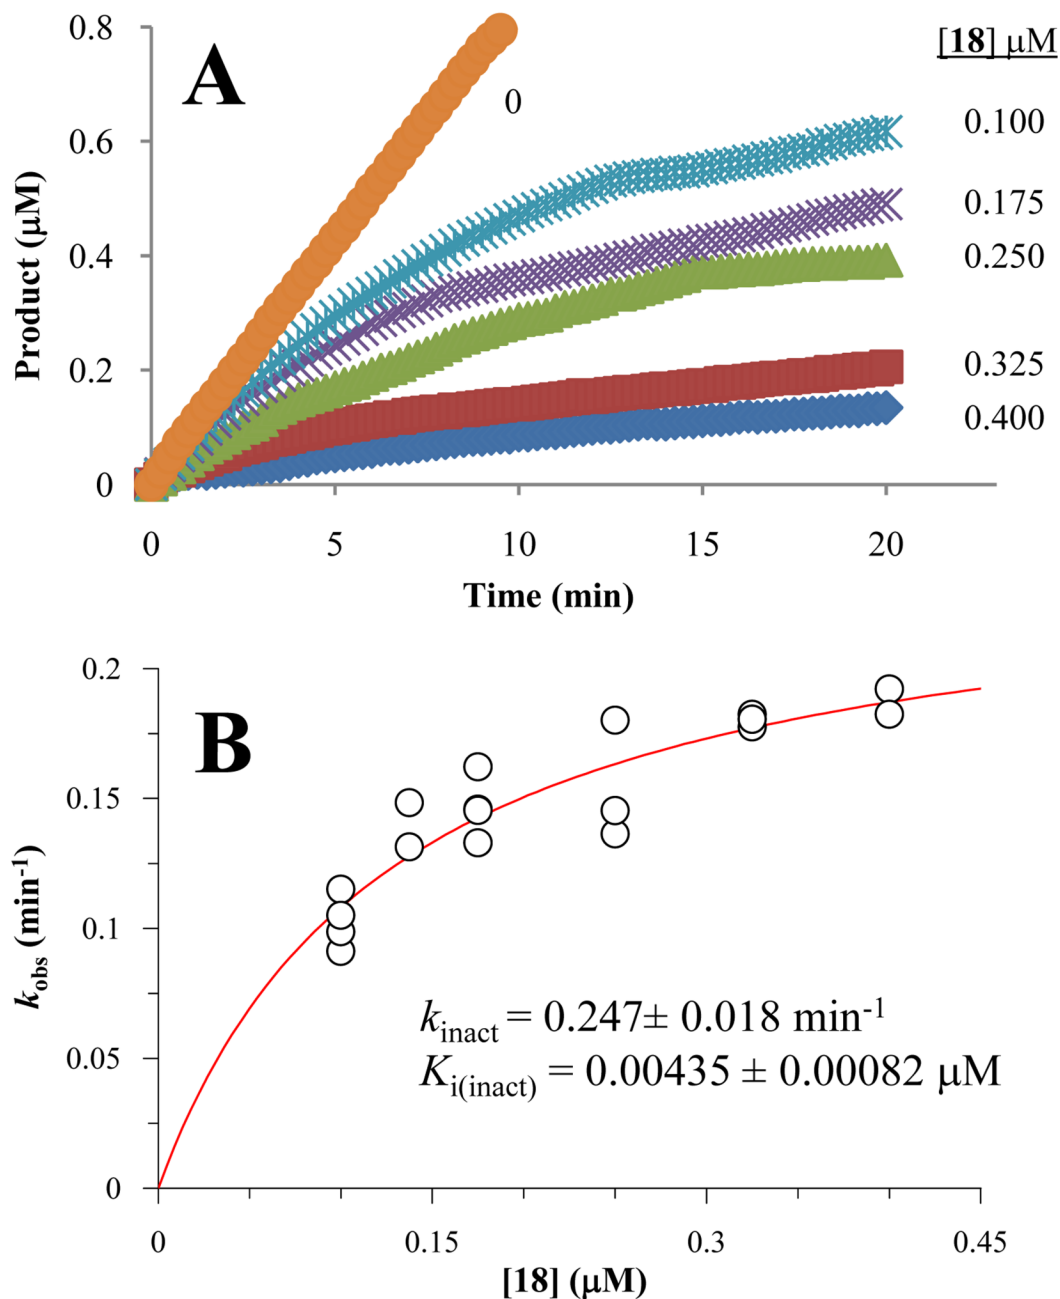 A
[18] μM
0.8
0
0.100
0.6
0.175
0.4
0.250
0.2
0.325
0.400
0
Product (μM)
0 5 10 15 20
Time (min)
B
0.2
0.15
0.1
0.05
0
kobs (min-1)
kinact = 0.247± 0.018 min-1
Ki(inact) = 0.00435 ± 0.00082 μM
0 0.15 0.3 0.45
[18] (μM)